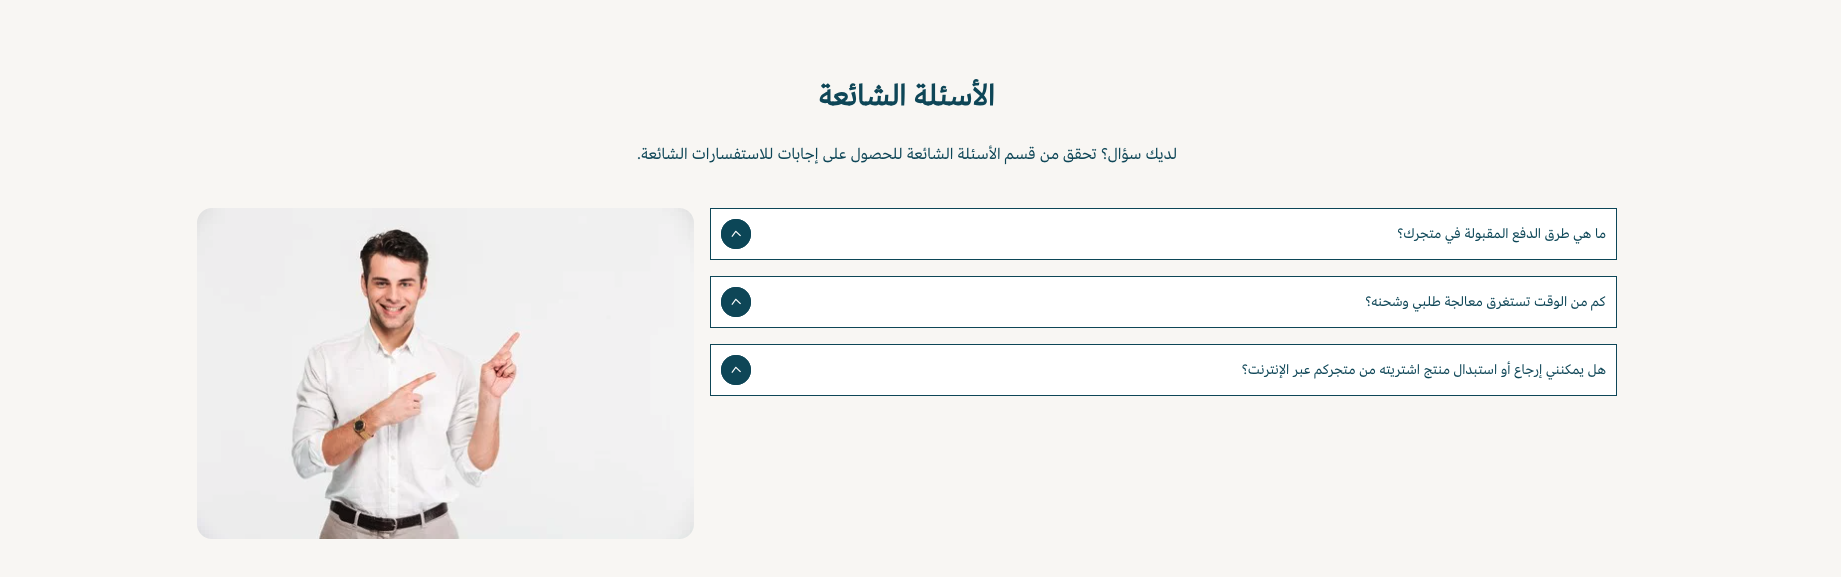 الأسئلة الشائعة
لديك سؤال؟ تحقق من قسم الأسئلة الشائعة للحصول على إجابات للاستفسارات الشائعة.
ما هي طرق الدفع المقبولة في متجرك؟
كم من الوقت تستغرق معالجة طلبي وشحنه؟
هل يمكنني إرجاع أو استبدال منتج اشتريته من متجركم عبر الإنترنت؟